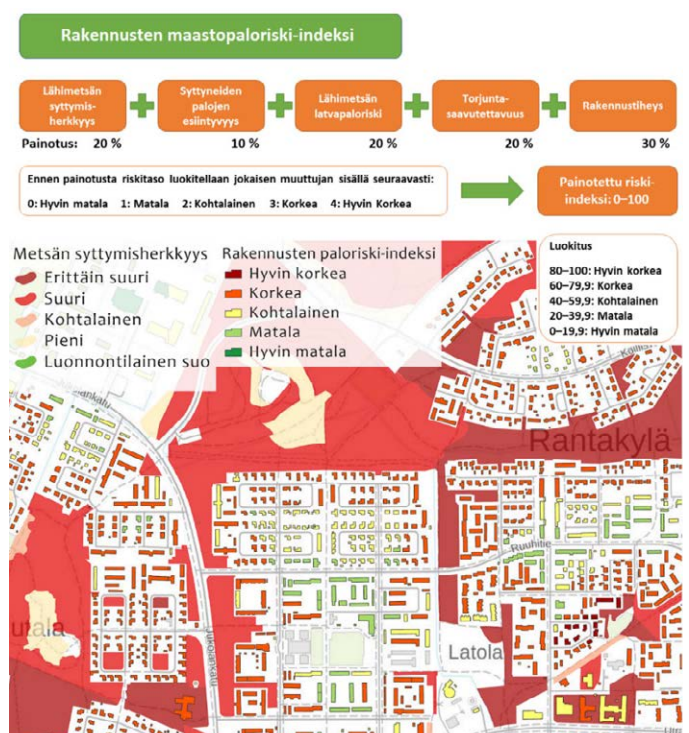 Rakennusten maastopaloriski-indeksi
Lähimetsän
syttymis-
herkkyys
Syttyneiden
palojen
esiintyvyys
Lähimetsän
latvapaloriski
Torjunta-
saavutettavuus
Rakennustiheys
Painotus: 20 % 10 % 20 % 20 % 30 %
Ennen painotusta riskitaso luokitellaan jokaisen muuttujan sisällä seuraavasti:
0: Hyvin matala 1: Matala 2: Kohtalainen 3: Korkea 4: Hyvin Korkea
Painotettu riski-
indeksi: 0–100
Metsän syttymisherkkyys
Erittäin suuri
Suuri
Kohtalainen
Pieni
Luonnontilainen suo
Rakennusten paloriski-indeksi
Hyvin korkea
Korkea
Kohtalainen
Matala
Hyvin matala
Luokitus
80–100: Hyvin korkea
60–79,9: Korkea
40–59,9: Kohtalainen
20–39,9: Matala
0–19,9: Hyvin matala
Rantakylä
Ruuhitie
utala
Latola